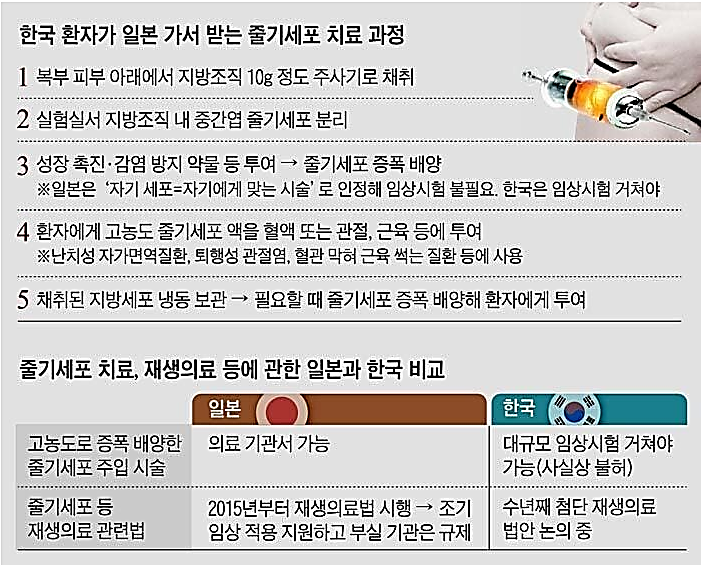 한국 환자가 일본 가서 받는 줄기세포 치료 과정
1 복부 피부 아래에서 지방조직 10g 정도 주사기로 채취
2 실험실서 지방조직 내 중간엽 줄기세포 분리
3 성장 촉진·감염 방지 약물 등 투여 → 줄기세포 증폭 배양
※일본은 ‘자기 세포=자기에게 맞는 시술’로 인정해 임상시험 불필요. 한국은 임상시험 거쳐야
4 환자에게 고농도 줄기세포 액을 혈액 또는 관절, 근육 등에 투여
※난치성 자가면역질환, 퇴행성 관절염, 혈관 막혀 근육 썩는 질환 등에 사용
5 채취된 지방세포 냉동 보관 → 필요할 때 줄기세포 증폭 배양해 환자에게 투여
줄기세포 치료, 재생의료 등에 관한 일본과 한국 비교
일본 한국
고농도로 증폭 배양한 의료 기관서 가능 대규모 임상시험 거쳐야
줄기세포 주입 시술 가능(사실상 불허)
줄기세포 등 2015년부터 재생의료법 시행 → 조기 수년째 첨단 재생의료
재생의료 관련법 임상 적용 지원하고 부실 기관은 규제 법안 논의 중